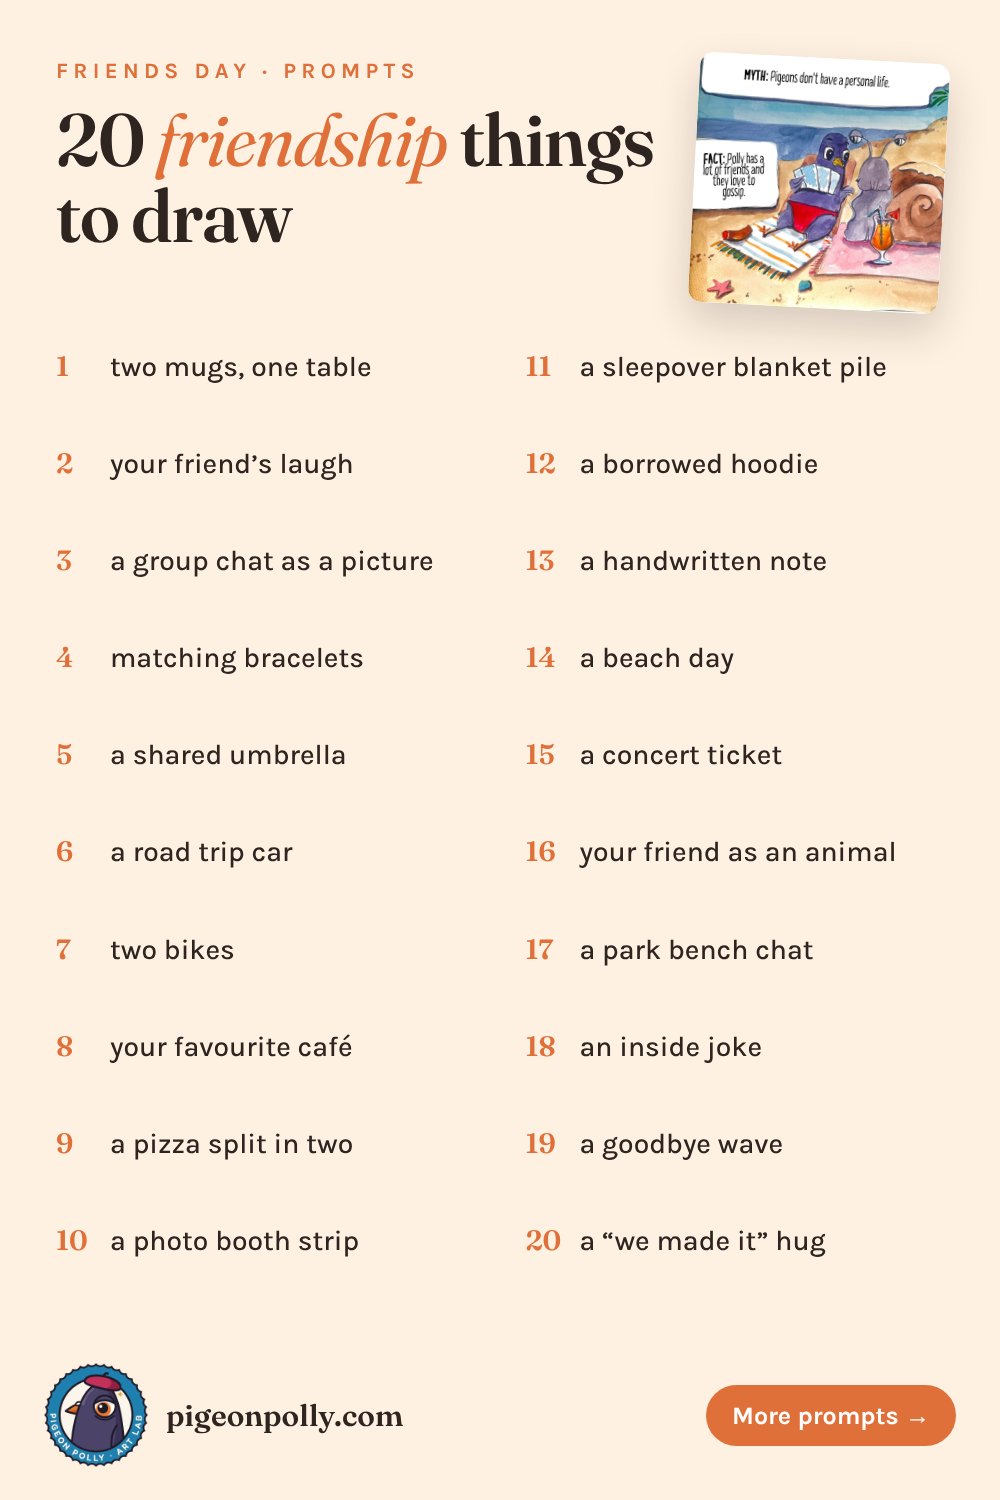 FRIENDS DAY · PROMPTS
20 friendship things
to draw
MYTH: Pigeons don't have a personal life.
FACT: Polly has a
lot of friends and
they love to
gossip.
1 two mugs, one table
2 your friend’s laugh
3 a group chat as a picture
4 matching bracelets
5 a shared umbrella
6 a road trip car
7 two bikes
8 your favourite café
9 a pizza split in two
10 a photo booth strip
11 a sleepover blanket pile
12 a borrowed hoodie
13 a handwritten note
14 a beach day
15 a concert ticket
16 your friend as an animal
17 a park bench chat
18 an inside joke
19 a goodbye wave
20 a “we made it” hug
PIGEON POLLY · ART LAB
pigeonpolly.com
More prompts →